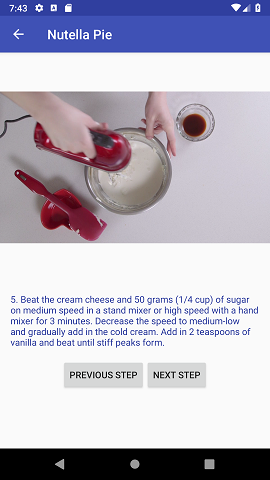 7:43
Nutella Pie
5. Beat the cream cheese and 50 grams (1/4 cup) of sugar
on medium speed in a stand mixer or high speed with a hand
mixer for 3 minutes. Decrease the speed to medium-low
and gradually add in the cold cream. Add in 2 teaspoons of
vanilla and beat until stiff peaks form.
PREVIOUS STEP NEXT STEP